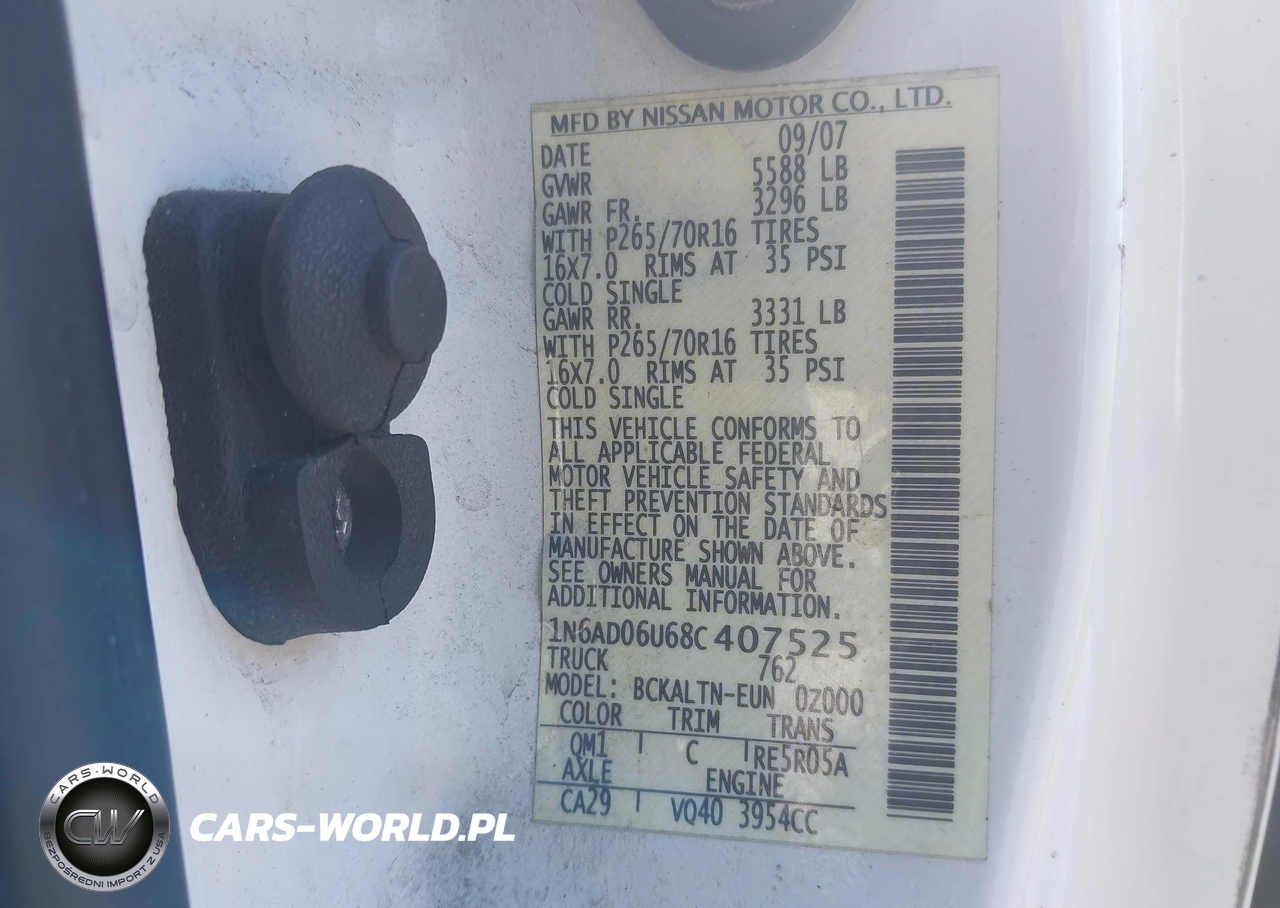 MFD BY NISSAN MOTOR CO., LTD.
DATE 09/07
GVWR 5588 LB
GAWR FR. 3296 LB
WITH P265/70R16 TIRES
16X7.0 RIMS AT 35 PSI
COLD SINGLE
GAWR RR. 3331 LB
WITH P265/70R16 TIRES
16X7.0 RIMS AT 35 PSI
COLD SINGLE
THIS VEHICLE CONFORMS TO
ALL APPLICABLE FEDERAL
MOTOR VEHICLE SAFETY AND
THEFT PREVENTION STANDARDS
IN EFFECT ON THE DATE OF
MANUFACTURE SHOWN ABOVE.
SEE OWNERS MANUAL FOR
ADDITIONAL INFORMATION.
1N6AD06U68C407525
TRUCK 762
MODEL: BCKALTN-EUN 0Z000
COLOR TRIM TRANS
QM1 C RE5R05A
AXLE ENGINE
CA29 VQ40 3954CC
CARS-WORLD
CW
BEZPOŚREDNI IMPORT Z USA
CARS-WORLD.PL